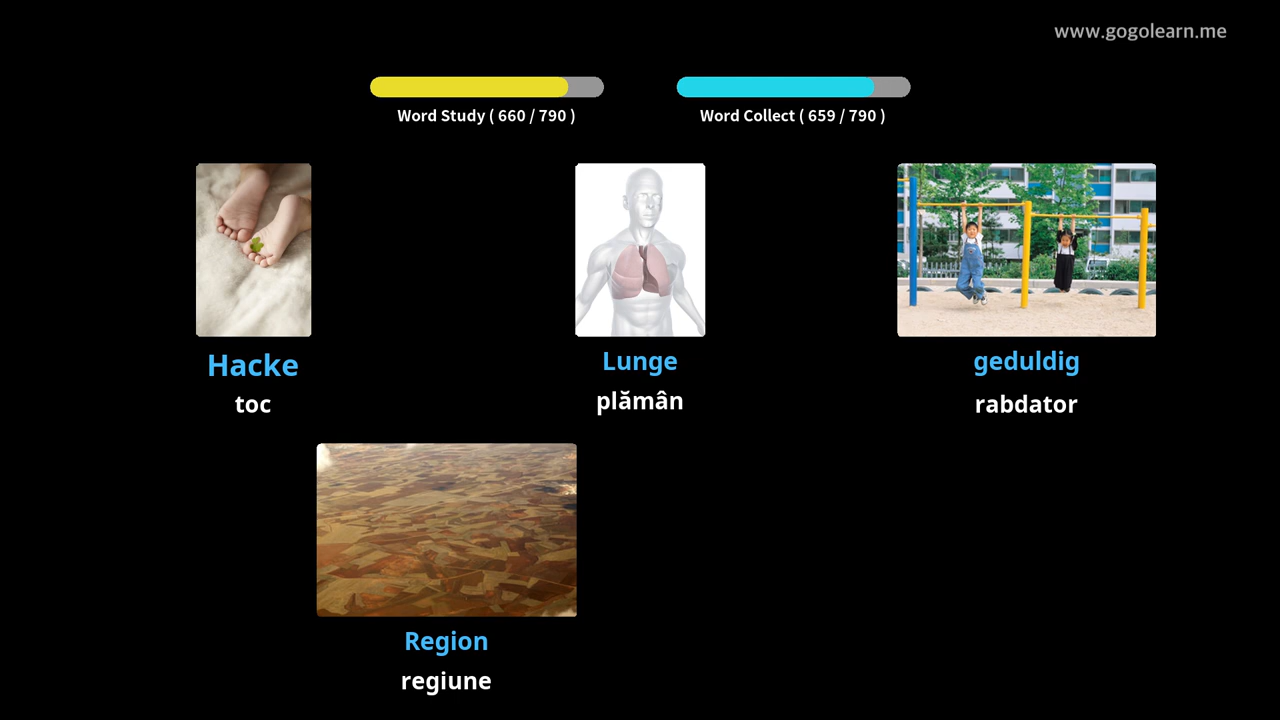 www.gogolearn.me
Word Study ( 660 / 790 )
Word Collect ( 659 / 790 )
Hacke
toc
Lunge
plămân
geduldig
rabdator
Region
regiune